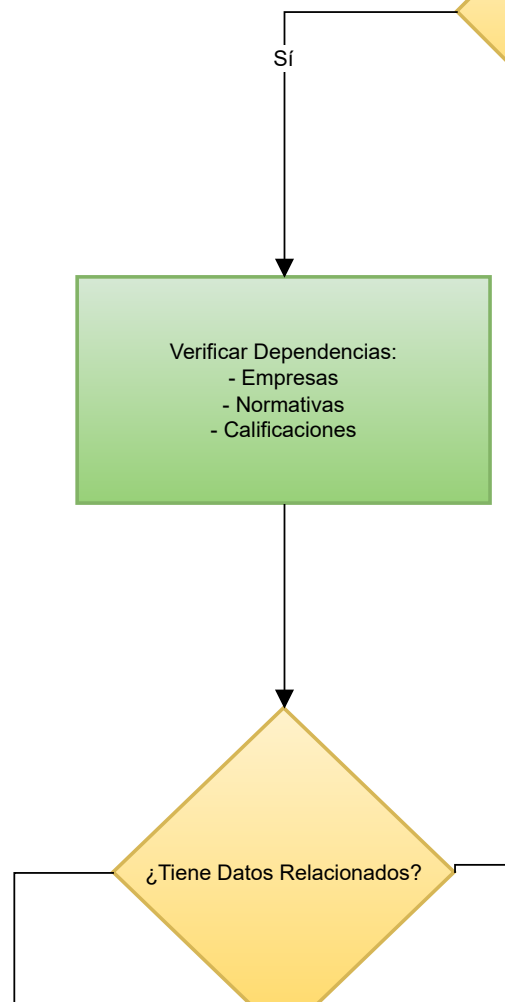 Sí
Verificar Dependencias:
- Empresas
- Normativas
- Calificaciones
¿Tiene Datos Relacionados?